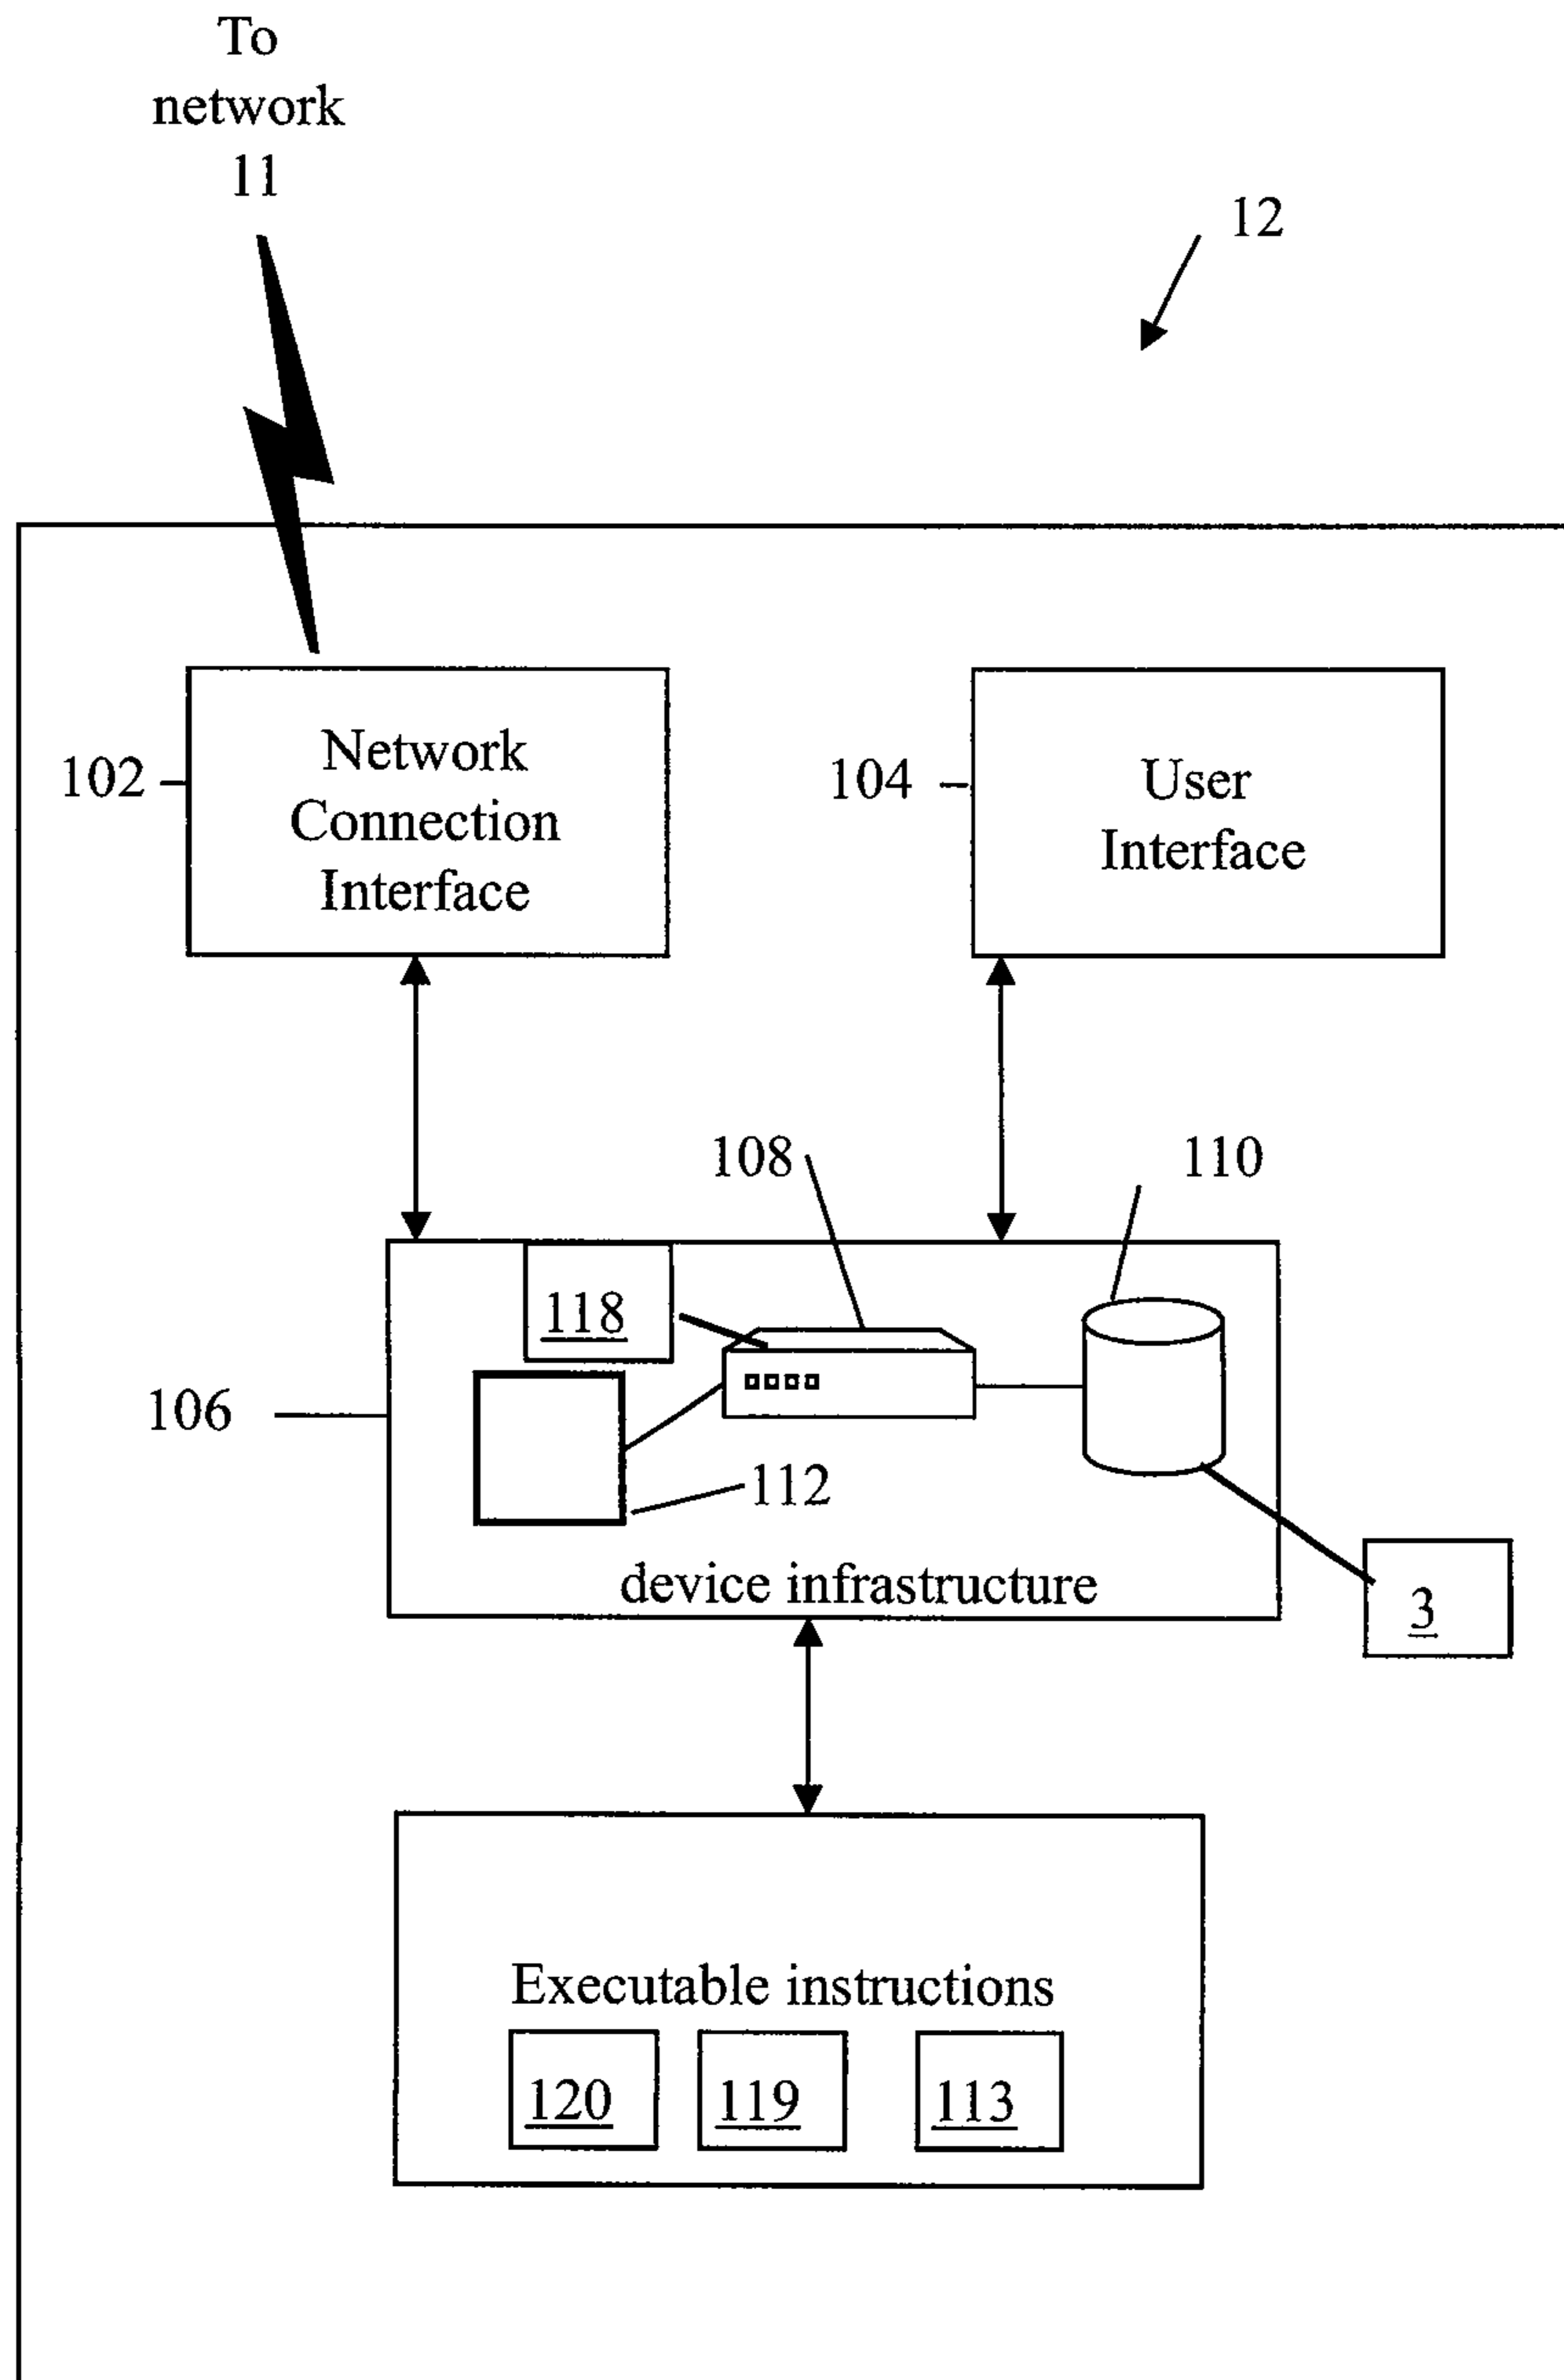 To
network
11
12
102
Network
Connection
Interface
104
User
Interface
108
110
118
106
112
device infrastructure
3
Executable instructions
120
119
113